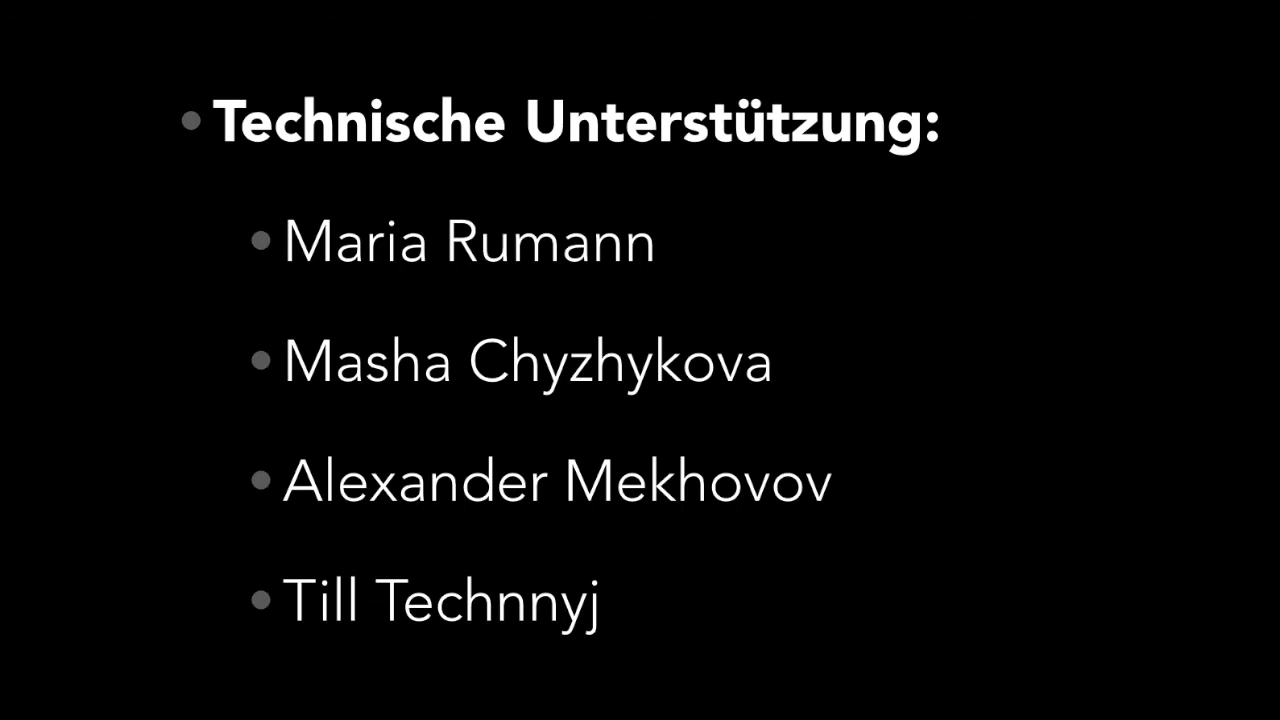 • Technische Unterstützung:
• Maria Rumann
• Masha Chyzhykova
• Alexander Mekhovov
• Till Technnyj